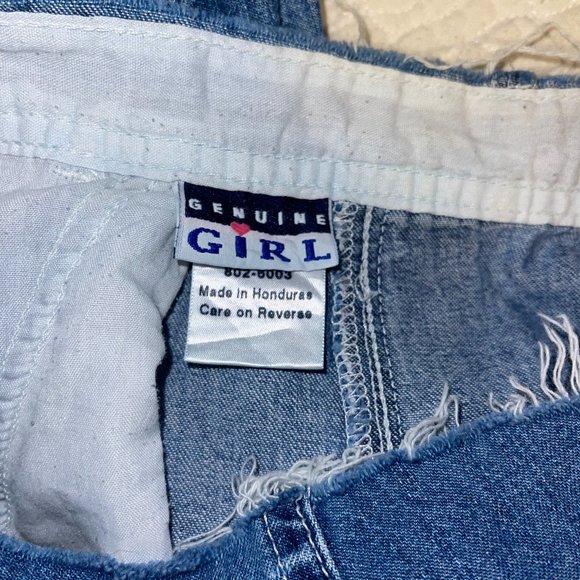 GENUINE
GiRL
802-6003
Made in Honduras
Care on Reverse